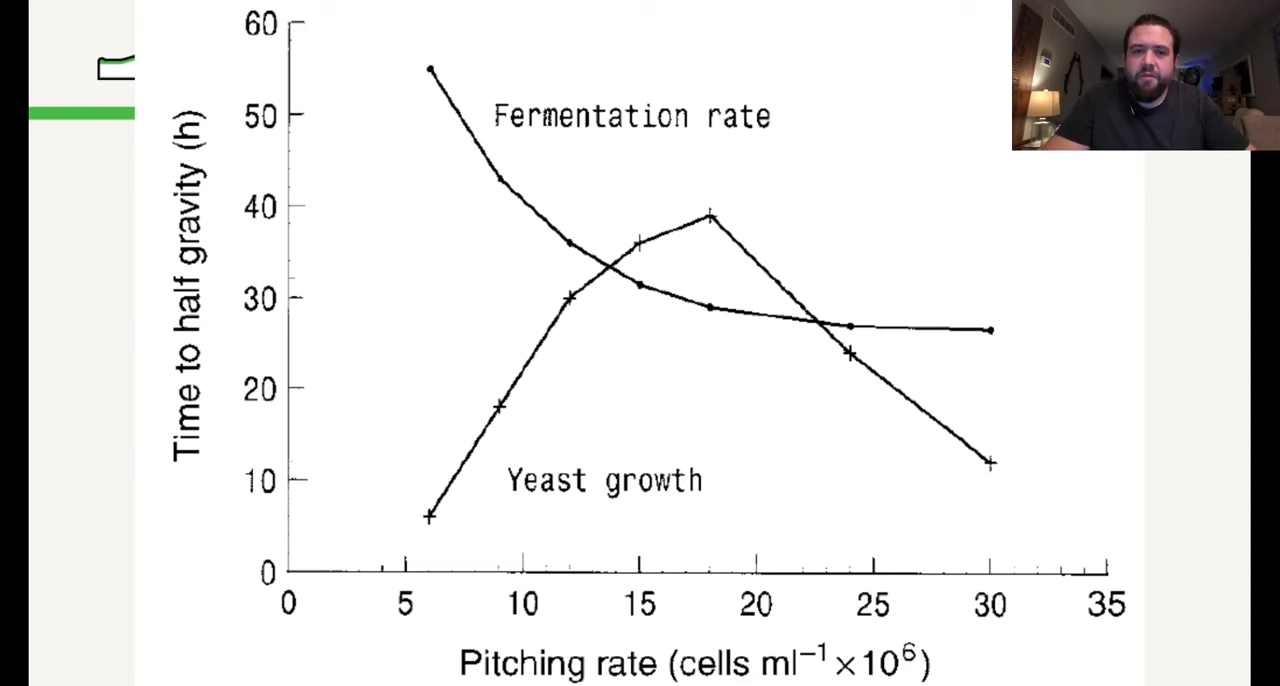 60
50
40
30
20
10
0
Time to half gravity (h)
Fermentation rate
Yeast growth
0 5 10 15 20 25 30 35
Pitching rate (cells ml⁻¹×10⁶)